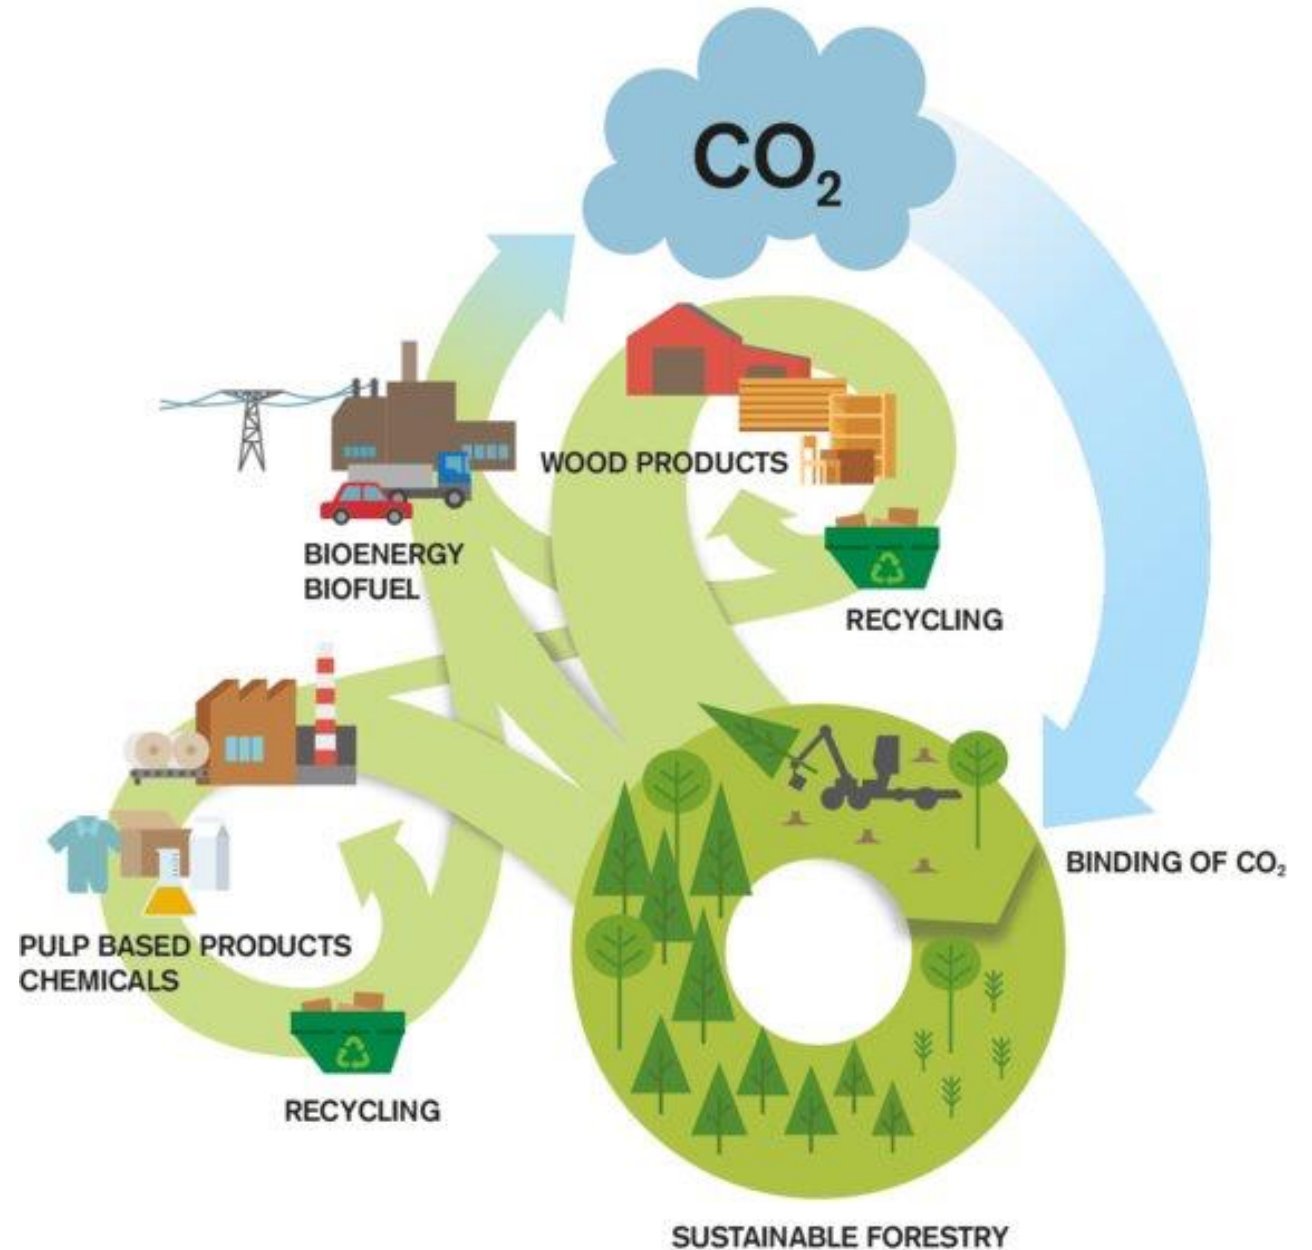 CO₂
WOOD PRODUCTS
BIOENERGY
BIOFUEL
RECYCLING
BINDING OF CO₂
PULP BASED PRODUCTS
CHEMICALS
RECYCLING
SUSTAINABLE FORESTRY